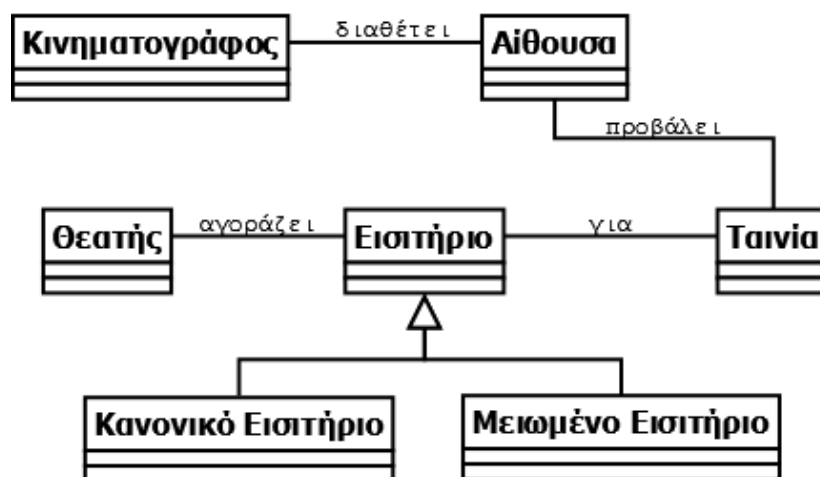 Κινηματογράφος
διαθέτει
Αίθουσα
προβάλει
Θεατής
αγοράζει
Εισιτήριο
για
Ταινία
Κανονικό Εισιτήριο
Μειωμένο Εισιτήριο